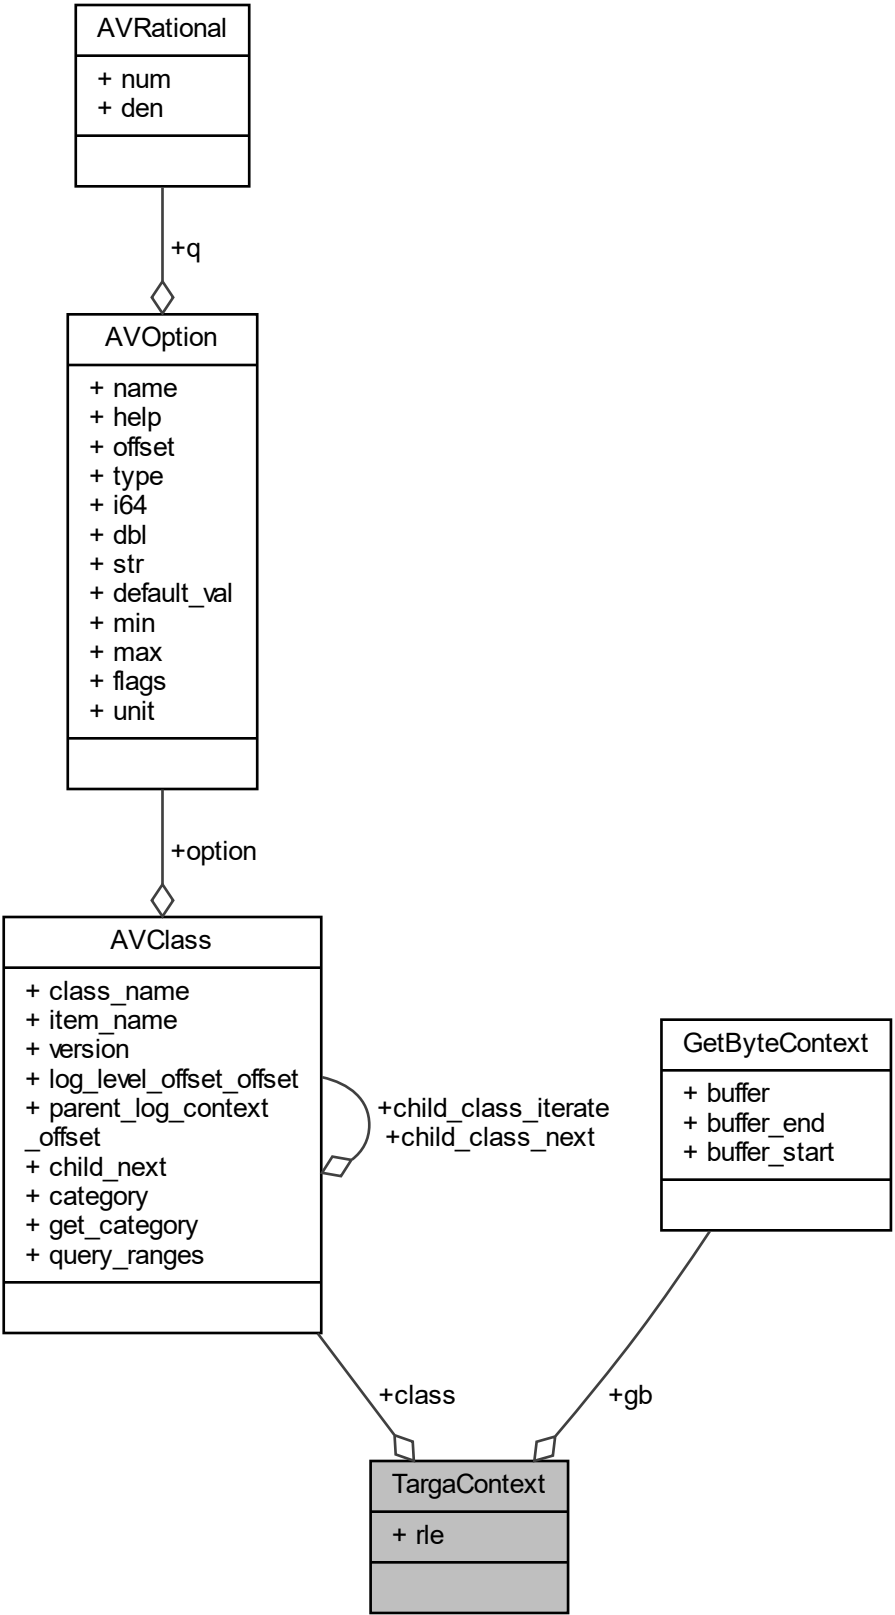 AVRational
+ num
+ den
+q
AVOption
+ name
+ help
+ offset
+ type
+ i64
+ dbl
+ str
+ default_val
+ min
+ max
+ flags
+ unit
+option
AVClass
+ class_name
+ item_name
+ version
+ log_level_offset_offset
+ parent_log_context
_offset
+ child_next
+ category
+ get_category
+ query_ranges
+child_class_iterate
+child_class_next
GetByteContext
+ buffer
+ buffer_end
+ buffer_start
+class
+gb
TargaContext
+ rle